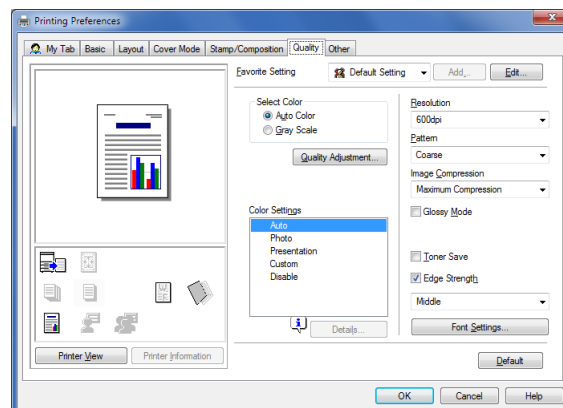 Printing Preferences
My Tab Basic Layout Cover Mode Stamp/Composition Quality Other
Favorite Setting Default Setting Add... Edit...
Select Color
Auto Color
Gray Scale
Quality Adjustment...
Color Settings
Auto
Photo
Presentation
Custom
Disable
Details...
Resolution
600dpi
Pattern
Coarse
Image Compression
Maximum Compression
Glossy Mode
Toner Save
Edge Strength
Middle
Font Settings...
Printer View Printer Information
Default
OK Cancel Help